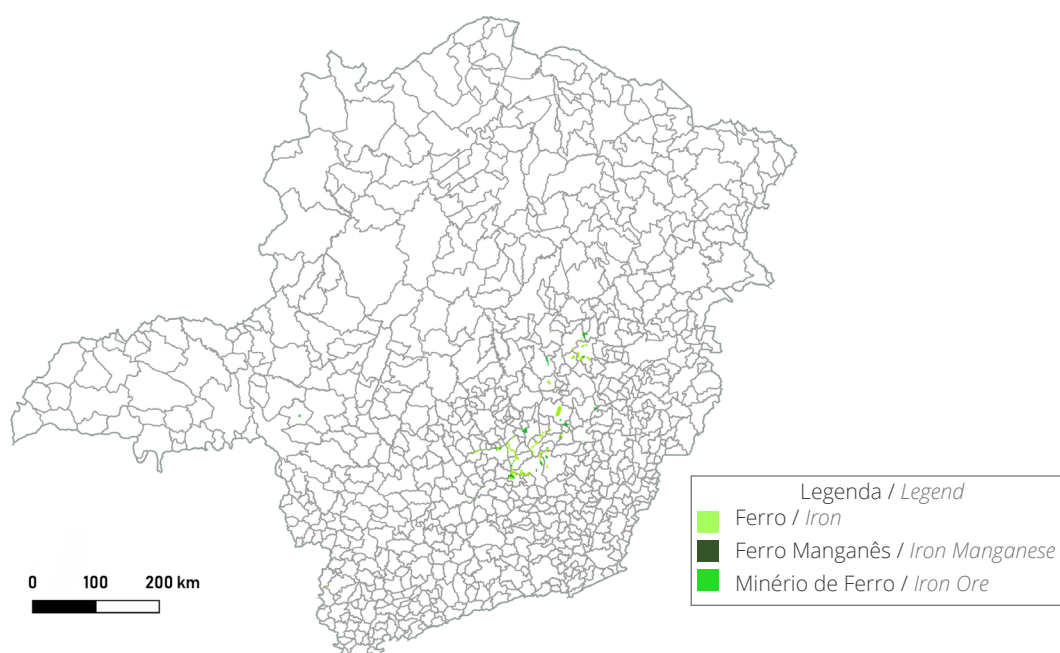 0 100 200 km
Legenda / Legend
Ferro / Iron
Ferro Manganês / Iron Manganese
Minério de Ferro / Iron Ore